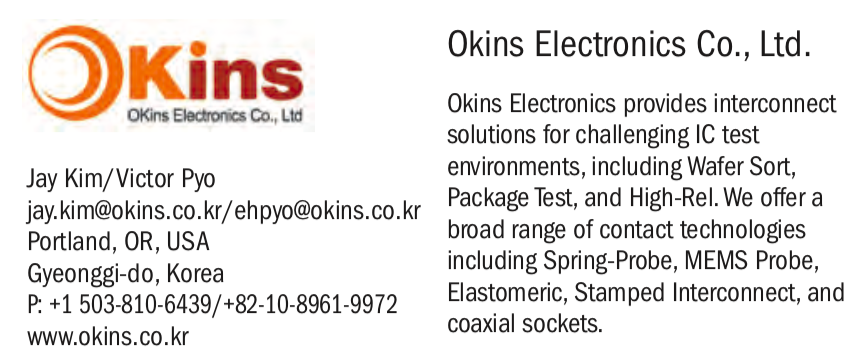 OKins
OKins Electronics Co., Ltd
Jay Kim/Victor Pyo
jay.kim@okins.co.kr/ehpyo@okins.co.kr
Portland, OR, USA
Gyeonggi-do, Korea
P: +1 503-810-6439/+82-10-8961-9972
www.okins.co.kr
Okins Electronics Co., Ltd.
Okins Electronics provides interconnect
solutions for challenging IC test
environments, including Wafer Sort,
Package Test, and High-Rel. We offer a
broad range of contact technologies
including Spring-Probe, MEMS Probe,
Elastomeric, Stamped Interconnect, and
coaxial sockets.